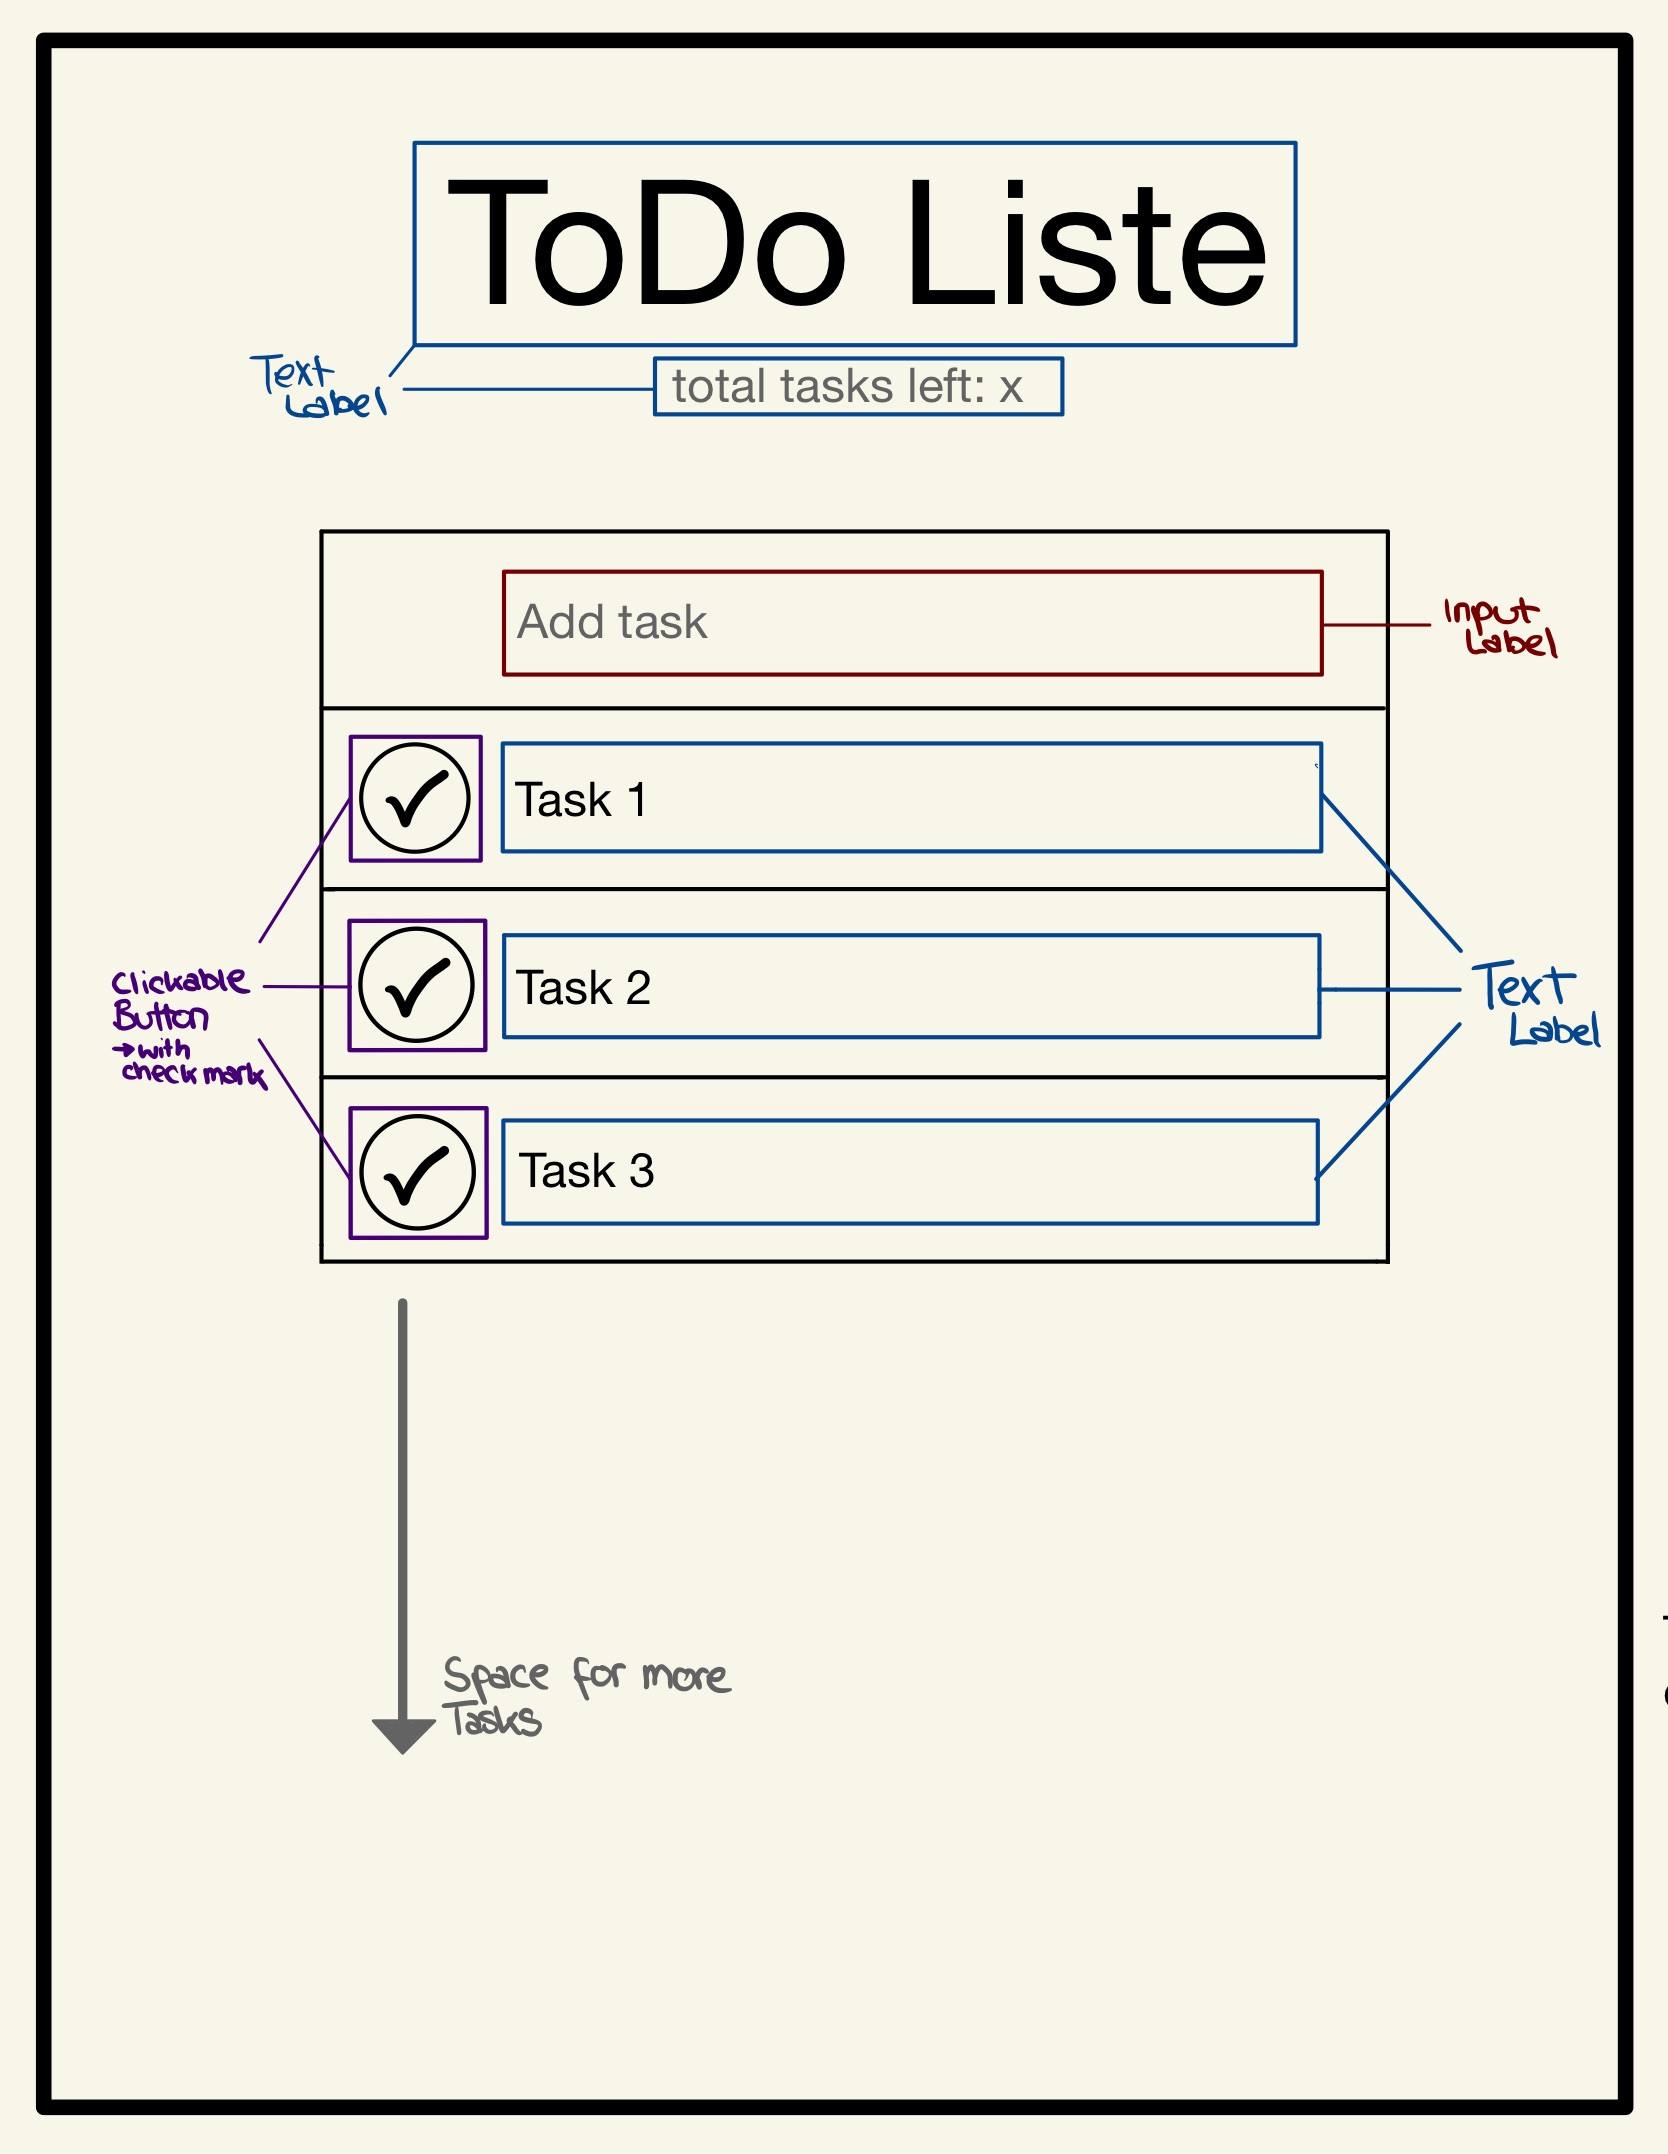 ToDo Liste
Text
Label
total tasks left: x
Add task
Input
Label
Task 1
Task 2
Clickable
Button
→ with
check mark
Text
Label
Task 3
Space for more
Tasks